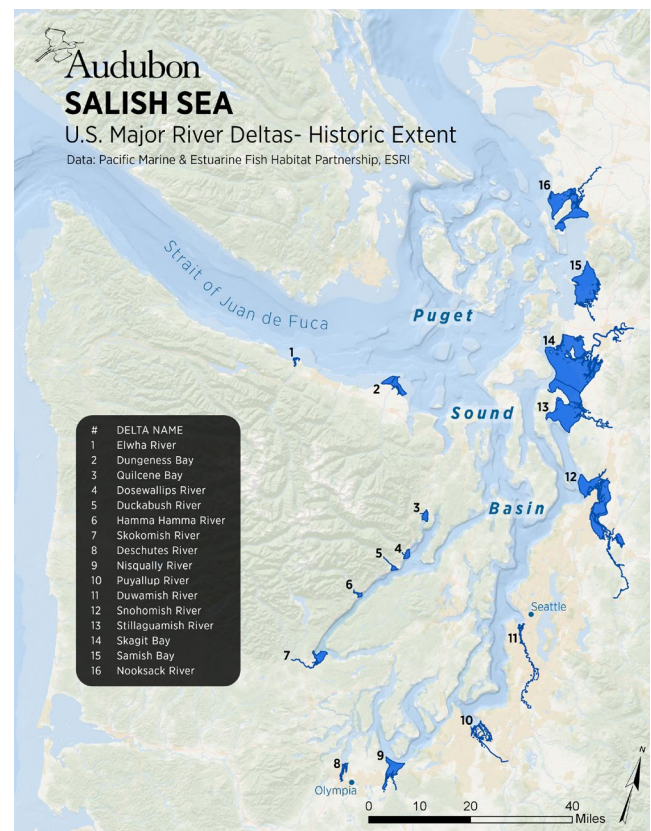 Audubon
SALISH SEA
U.S. Major River Deltas- Historic Extent
Data: Pacific Marine & Estuarine Fish Habitat Partnership, ESRI
16
15
Strait of Juan de Fuca
Puget
14
1
2
13
Sound
# DELTA NAME
1 Elwha River
2 Dungeness Bay
3 Quilcene Bay
4 Dosewallips River
5 Duckabush River
6 Hamma Hamma River
7 Skokomish River
8 Deschutes River
9 Nisqually River
10 Puyallup River
11 Duwamish River
12 Snohomish River
13 Stillaguamish River
14 Skagit Bay
15 Samish Bay
16 Nooksack River
12
3
Basin
5 4
6
Seattle
11
7
10
N
8
9
Olympia
0 10 20 40
Miles